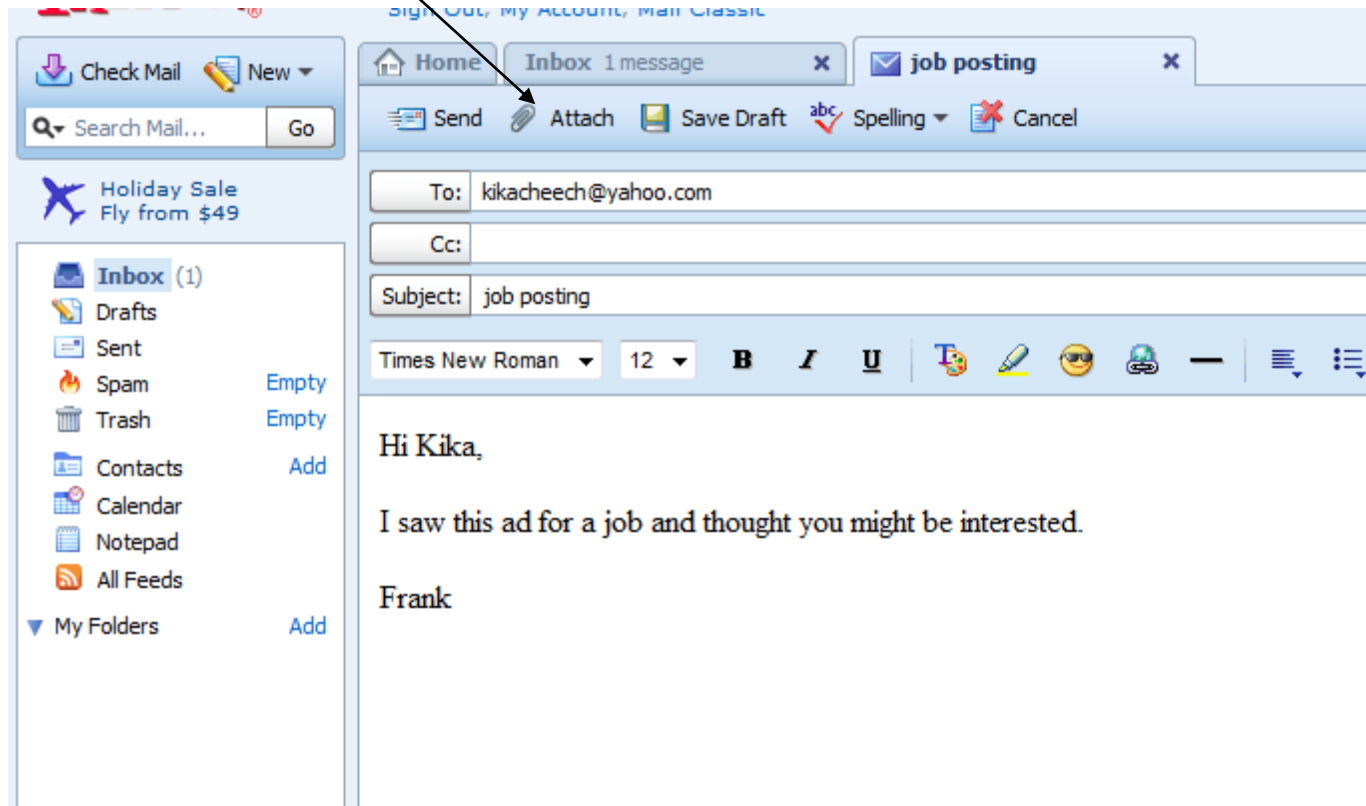 Sign Out, My Account, Mail Classic
Check Mail New
Search Mail... Go
Holiday Sale
Fly from $49
Inbox (1)
Drafts
Sent
Spam Empty
Trash Empty
Contacts Add
Calendar
Notepad
All Feeds
My Folders Add
Home Inbox 1 message job posting
Send Attach Save Draft abc Spelling Cancel
To: kikacheech@yahoo.com
Cc:
Subject: job posting
Times New Roman 12 B I U T
Hi Kika,
I saw this ad for a job and thought you might be interested.
Frank